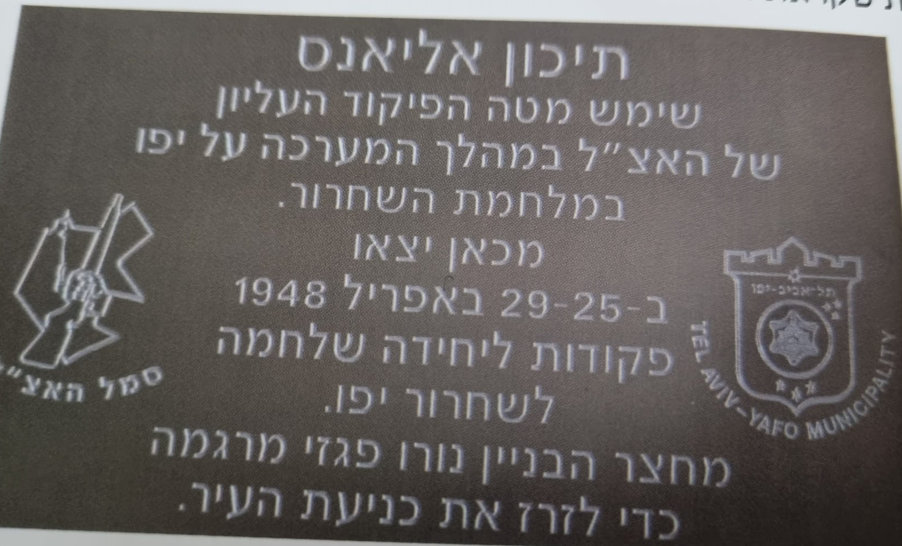 תיכון אליאנס
שימש מטה הפיקוד העליון
של האצ״ל במהלך המערכה על יפו
במלחמת השחרור.
מכאן יצאו
ב-29-25 באפריל 1948
פקודות ליחידה שלחמה
לשחרור יפו.
מחצר הבניין נורו פגזי מרגמה
כדי לזרז את כניעת העיר.
תל-אביב-יפו
TEL AVIV-YAFO MUNICIPALITY
סמל האצ״ל